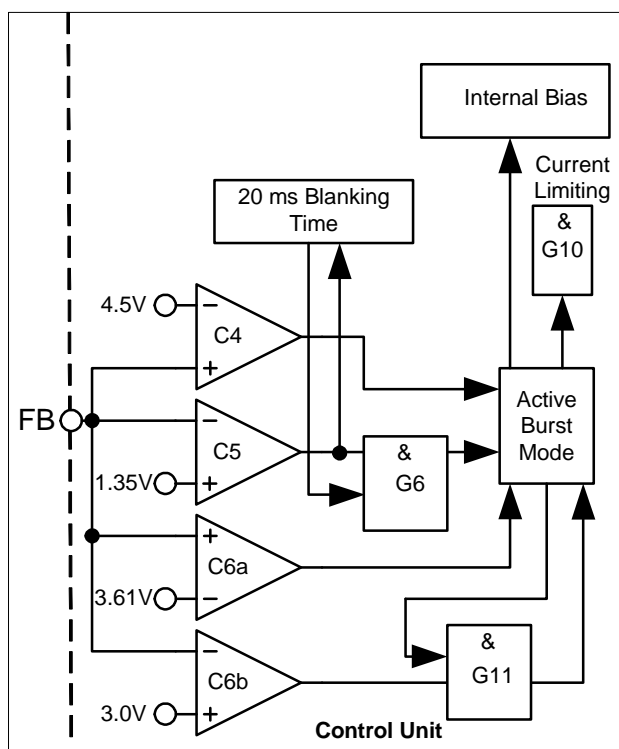 Internal Bias
Current
Limiting
20 ms Blanking
Time
&
G10
4.5V
−
C4
+
FB
−
C5
1.35V
+
&
G6
Active
Burst
Mode
+
C6a
3.61V
−
−
C6b
3.0V
+
&
G11
Control Unit